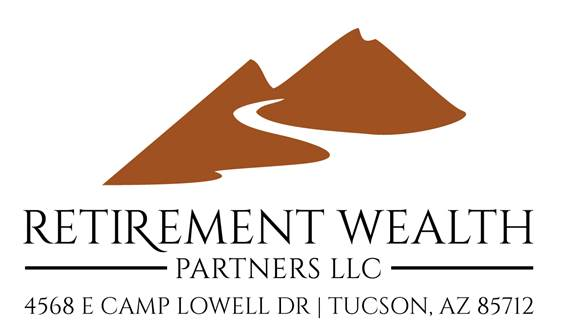 RETIREMENT WEALTH
PARTNERS LLC
4568 E CAMP LOWELL DR | TUCSON, AZ 85712